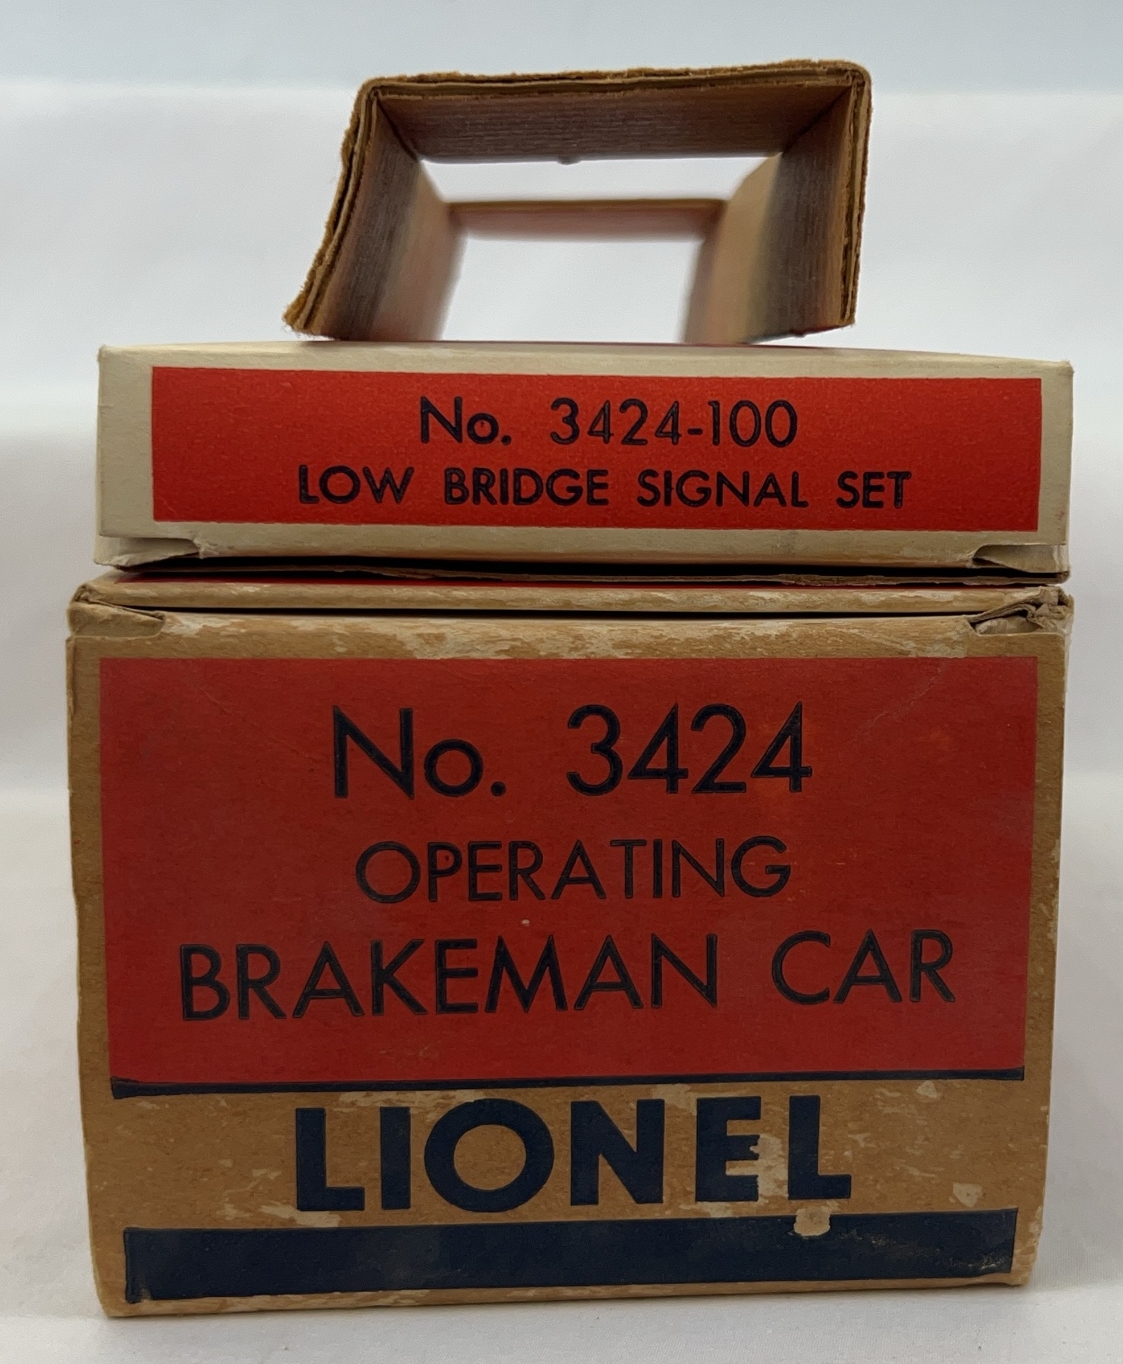 No. 3424-100
LOW BRIDGE SIGNAL SET
No. 3424
OPERATING
BRAKEMAN CAR
LIONEL